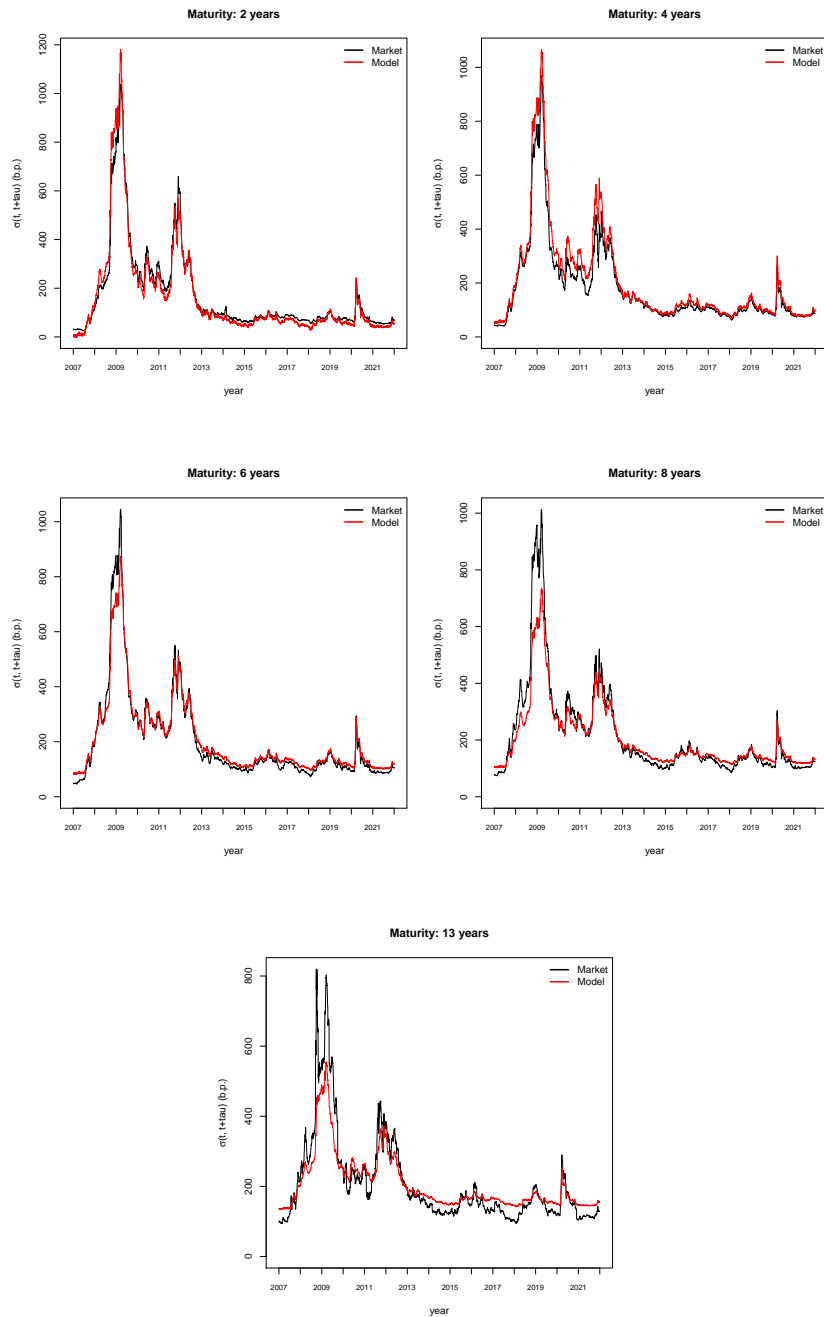 Maturity: 2 years
σ(t, t+tau) (b.p.)
1200
1000
800
600
400
200
0
Market
Model
2007 2009 2011 2013 2015 2017 2019 2021
year
Maturity: 4 years
σ(t, t+tau) (b.p.)
1000
800
600
400
200
0
Market
Model
2007 2009 2011 2013 2015 2017 2019 2021
year
Maturity: 6 years
σ(t, t+tau) (b.p.)
1000
800
600
400
200
0
Market
Model
2007 2009 2011 2013 2015 2017 2019 2021
year
Maturity: 8 years
σ(t, t+tau) (b.p.)
1000
800
600
400
200
0
Market
Model
2007 2009 2011 2013 2015 2017 2019 2021
year
Maturity: 13 years
σ(t, t+tau) (b.p.)
800
600
400
200
0
Market
Model
2007 2009 2011 2013 2015 2017 2019 2021
year